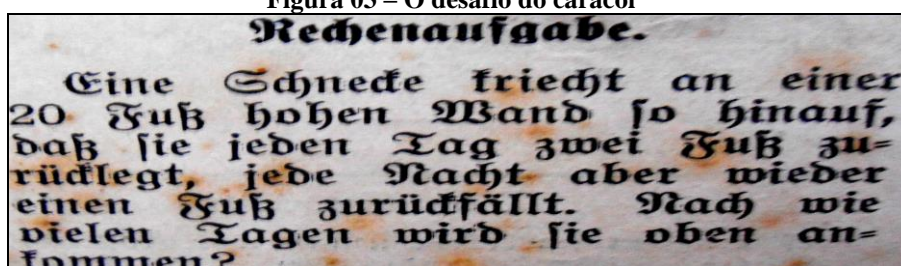 Figura 05 – O desafio do caracol
Rechenaufgabe.
Eine Schnecke kriecht an einer
20 Fuß hohen Wand so hinauf,
daß sie jeden Tag zwei Fuß zu-
rücklegt, jede Nacht aber wieder
einen Fuß zurückfällt. Nach wie
vielen Tagen wird sie oben an-
kommen?